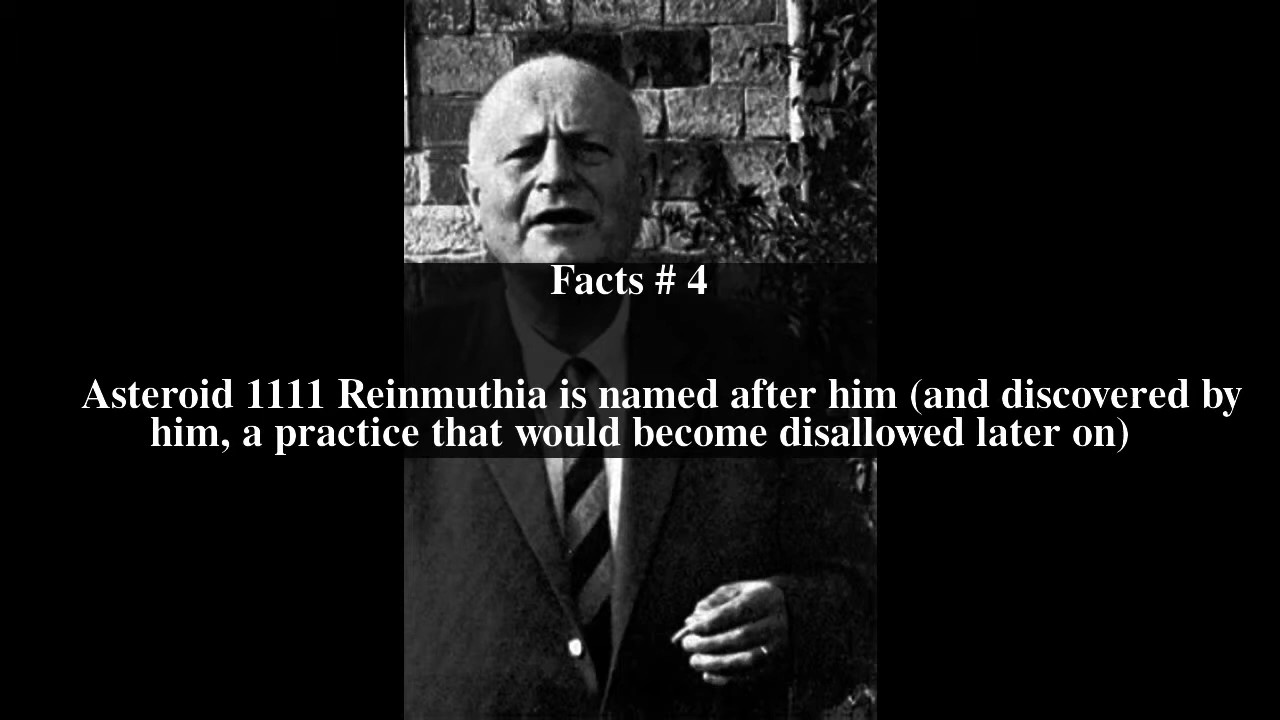 Facts # 4
Asteroid 1111 Reinmuthia is named after him (and discovered by
him, a practice that would become disallowed later on)